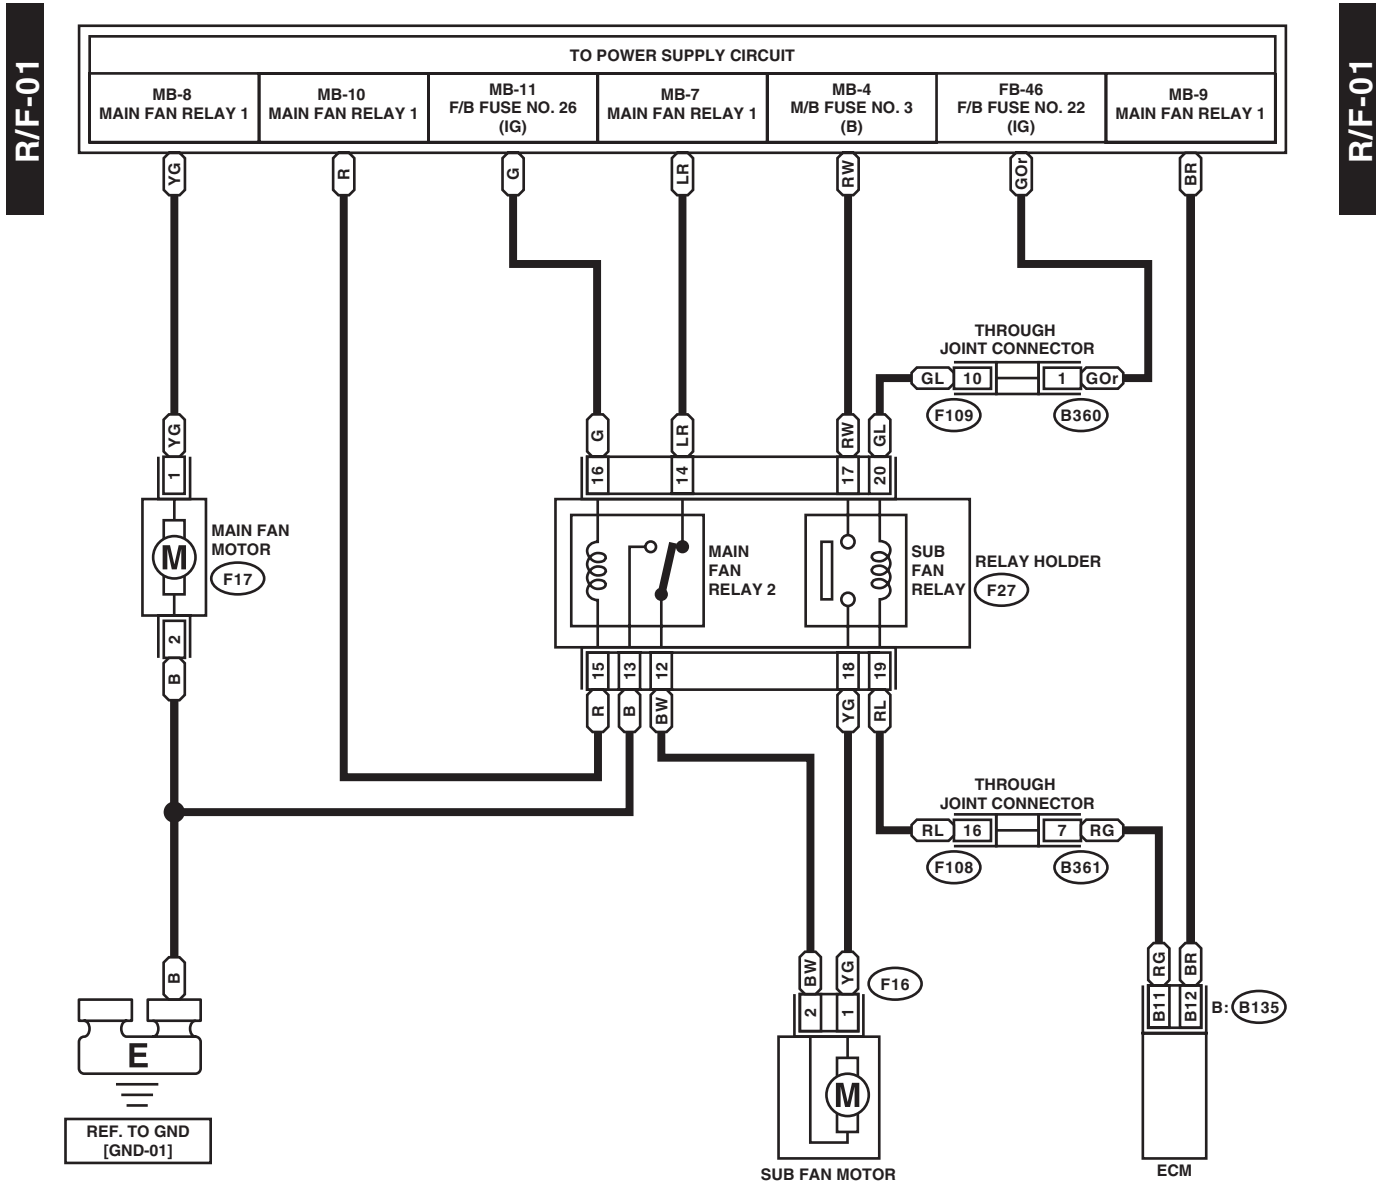 R/F-01
R/F-01
TO POWER SUPPLY CIRCUIT
MB-8
MAIN FAN RELAY 1
MB-10
MAIN FAN RELAY 1
MB-11
F/B FUSE NO. 26
(IG)
MB-7
MAIN FAN RELAY 1
MB-4
M/B FUSE NO. 3
(B)
FB-46
F/B FUSE NO. 22
(IG)
MB-9
MAIN FAN RELAY 1
YG
R
G
LR
RW
GOr
BR
THROUGH
JOINT CONNECTOR
GL
10
1
GOr
F109
B360
YG
G
LR
RW
GL
1
16
14
17
20
M
MAIN FAN
MOTOR
F17
MAIN
FAN
RELAY 2
SUB
FAN
RELAY
RELAY HOLDER
F27
2
B
15
13
12
18
19
R
B
BW
YG
RL
THROUGH
JOINT CONNECTOR
RL
16
7
RG
F108
B361
B
BW
YG
F16
RG
BR
2
1
B11
B12
B:
B135
E
M
REF. TO GND
[GND-01]
SUB FAN MOTOR
ECM